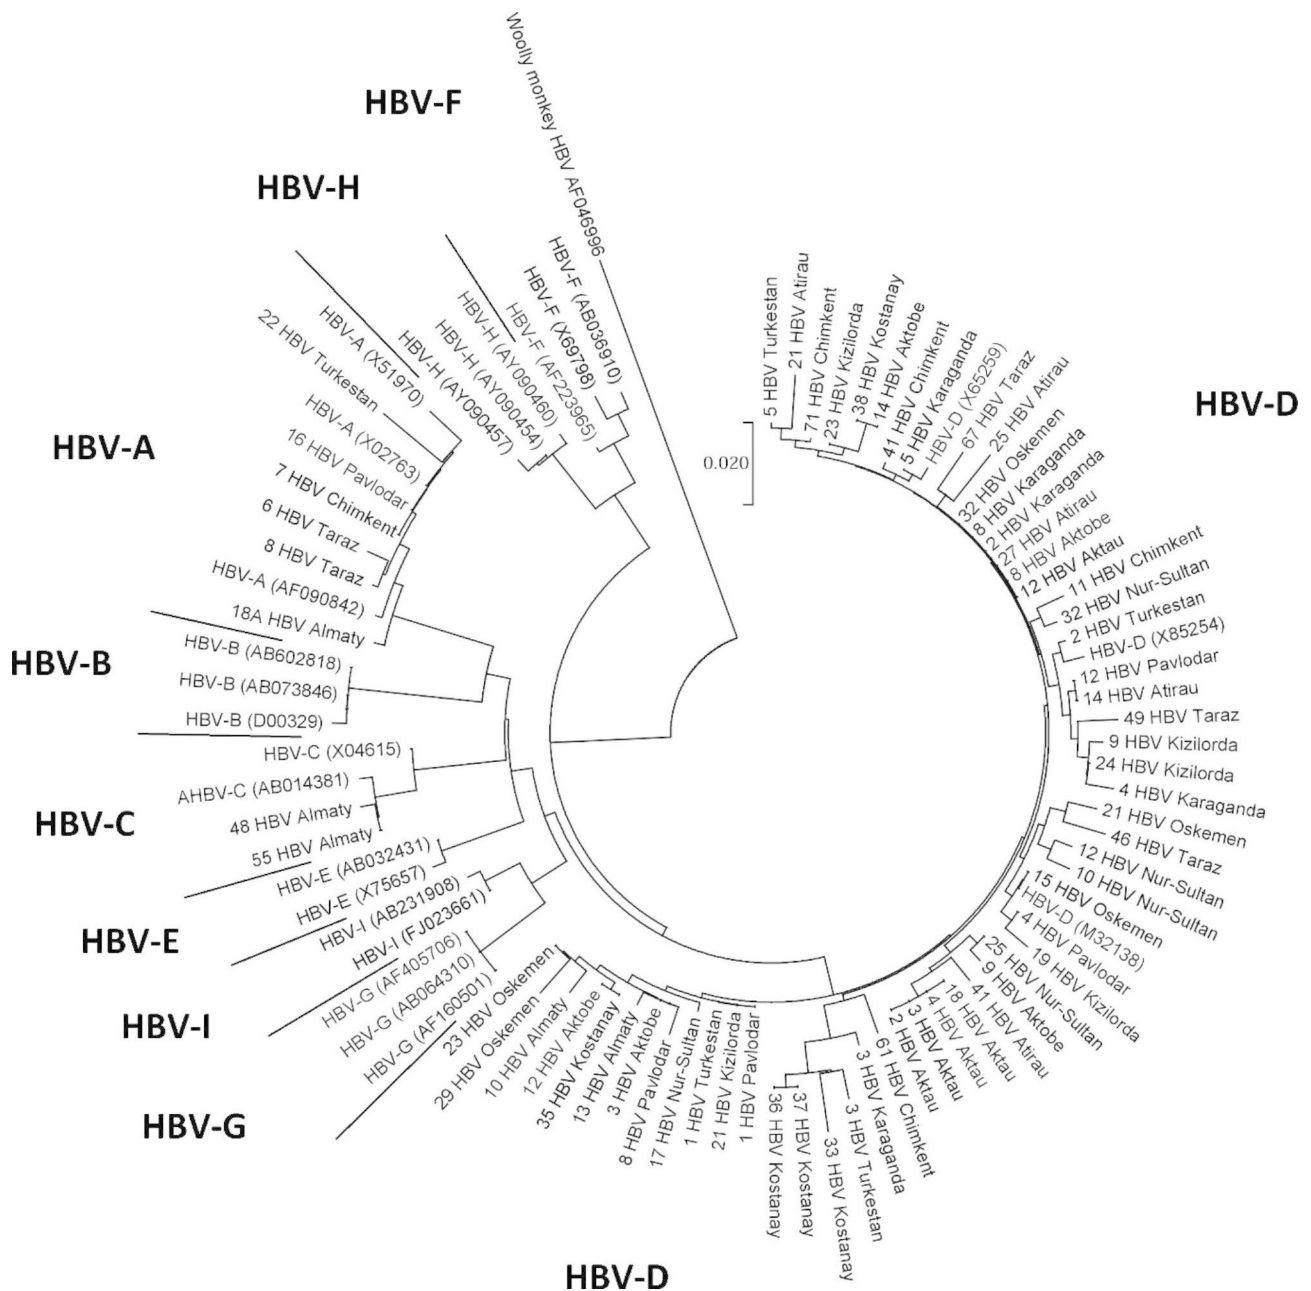 Woolly monkey HBV AF046996
HBV-F
HBV-F (AB036910)
HBV-F (X69798)
HBV-F (AF223965)
HBV-H
HBV-H (AY090460)
HBV-H (AY090454)
HBV-H (AY090457)
HBV-A
HBV-A (X51970)
22 HBV Turkestan
HBV-A (X02763)
16 HBV Pavlodar
7 HBV Chimkent
6 HBV Taraz
8 HBV Taraz
HBV-A (AF090842)
18A HBV Almaty
HBV-B
HBV-B (AB602818)
HBV-B (AB073846)
HBV-B (D00329)
HBV-C
HBV-C (X04615)
AHBV-C (AB014381)
48 HBV Almaty
55 HBV Almaty
HBV-E
HBV-E (AB032431)
HBV-E (X75657)
HBV-I
HBV-I (AB231908)
HBV-I (FJ023661)
HBV-G
HBV-G (AF405706)
HBV-G (AB064310)
HBV-G (AF160501)
23 HBV Oskemen
29 HBV Oskemen
10 HBV Almaty
12 HBV Aktobe
35 HBV Kostanay
13 HBV Almaty
3 HBV Aktobe
8 HBV Pavlodar
17 HBV Nur-Sultan
1 HBV Turkestan
21 HBV Kizilorda
1 HBV Pavlodar
HBV-D
36 HBV Kostanay
37 HBV Kostanay
33 HBV Kostanay
3 HBV Turkestan
3 HBV Karaganda
61 HBV Chimkent
2 HBV Aktau
3 HBV Aktau
4 HBV Aktau
18 HBV Aktau
41 HBV Atirau
9 HBV Aktobe
25 HBV Nur-Sultan
19 HBV Kizilorda
4 HBV Pavlodar
HBV-D (M32138)
15 HBV Oskemen
10 HBV Nur-Sultan
12 HBV Nur-Sultan
46 HBV Taraz
21 HBV Oskemen
4 HBV Karaganda
24 HBV Kizilorda
9 HBV Kizilorda
49 HBV Taraz
14 HBV Atirau
12 HBV Pavlodar
HBV-D (X85254)
2 HBV Turkestan
32 HBV Nur-Sultan
11 HBV Chimkent
12 HBV Aktau
8 HBV Aktobe
27 HBV Atirau
2 HBV Karaganda
8 HBV Karaganda
32 HBV Oskemen
25 HBV Atirau
67 HBV Taraz
HBV-D (X65259)
5 HBV Karaganda
41 HBV Chimkent
14 HBV Aktobe
38 HBV Kostanay
23 HBV Kizilorda
71 HBV Chimkent
21 HBV Atirau
5 HBV Turkestan
HBV-D
0.020